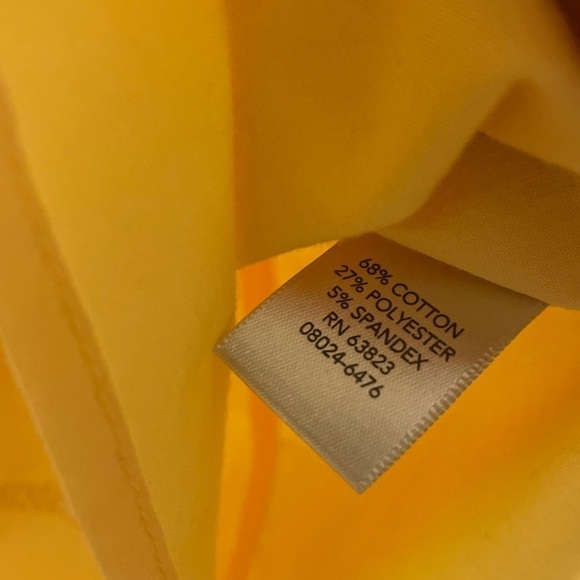 68% COTTON
27% POLYESTER
5% SPANDEX
RN 63823
08024-6476